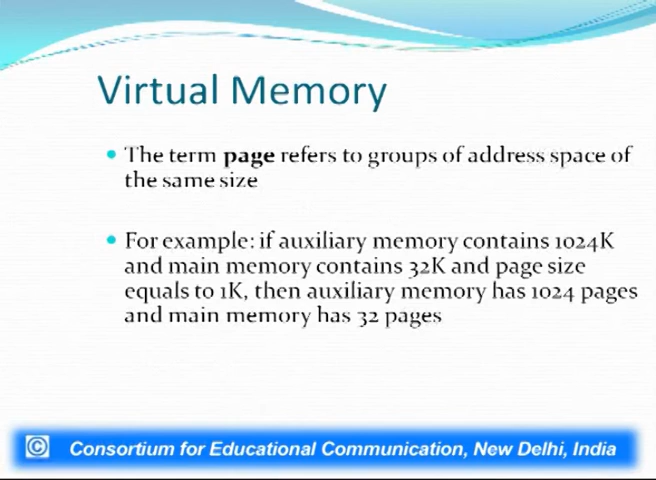 Virtual Memory
• The term page refers to groups of address space of
the same size
• For example: if auxiliary memory contains 1024K
and main memory contains 32K and page size
equals to 1K, then auxiliary memory has 1024 pages
and main memory has 32 pages
© Consortium for Educational Communication, New Delhi, India